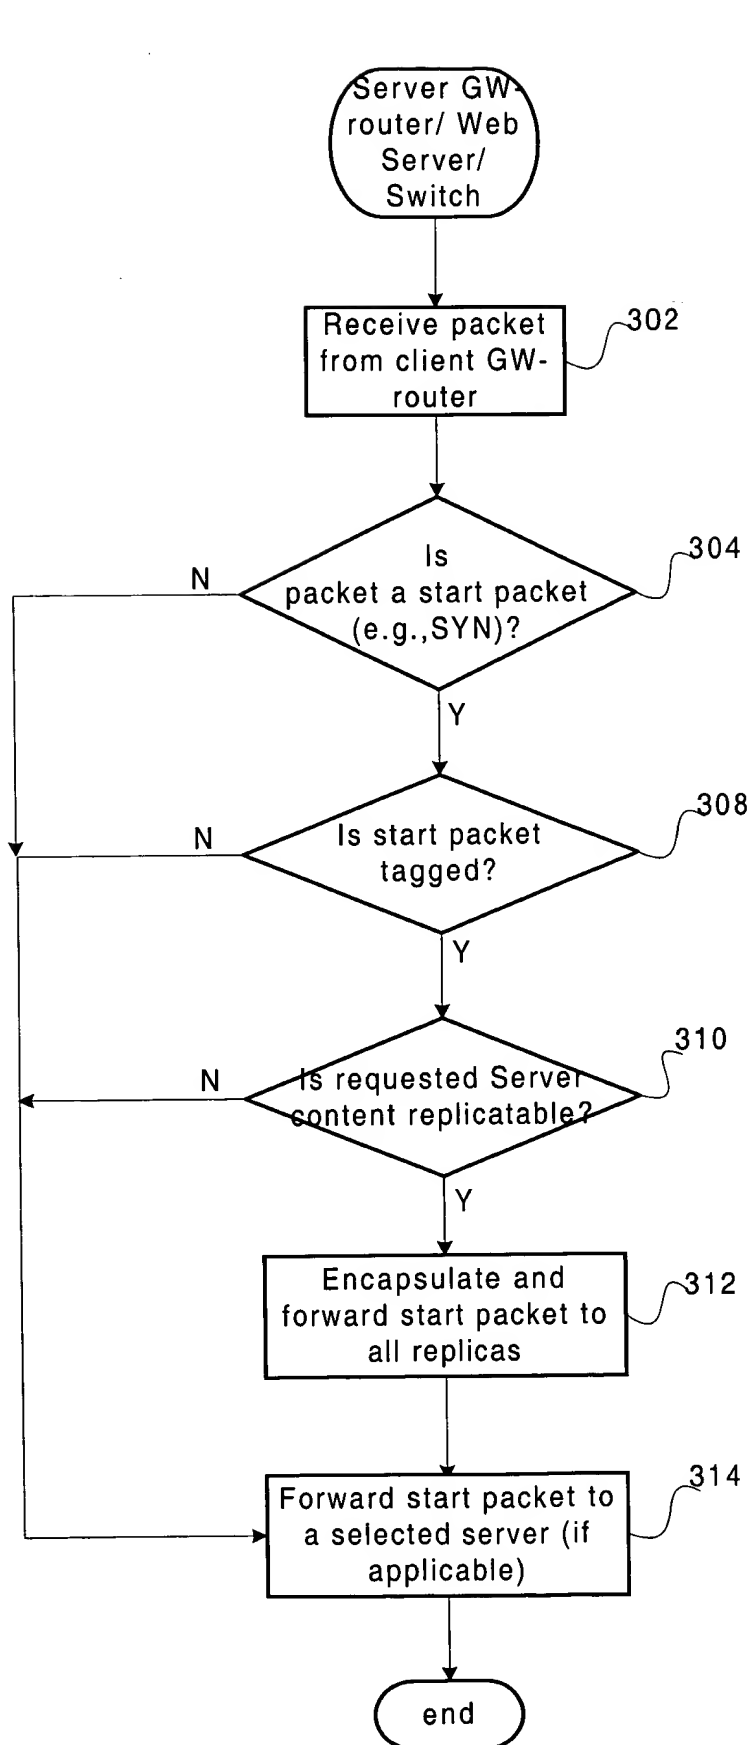 Server GW-
router/ Web
Server/
Switch
Receive packet
from client GW-
router
302
Is
packet a start packet
(e.g.,SYN)?
304
N
Y
Is start packet
tagged?
308
N
Y
Is requested Server
content replicatable?
310
N
Y
Encapsulate and
forward start packet to
all replicas
312
Forward start packet to
a selected server (if
applicable)
314
end